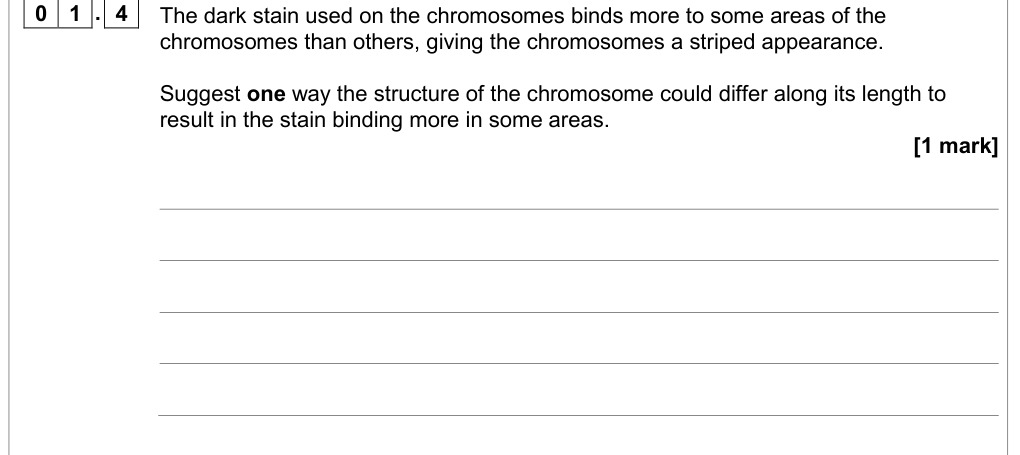 0 1 . 4 The dark stain used on the chromosomes binds more to some areas of the
chromosomes than others, giving the chromosomes a striped appearance.
Suggest one way the structure of the chromosome could differ along its length to
result in the stain binding more in some areas.
[1 mark]